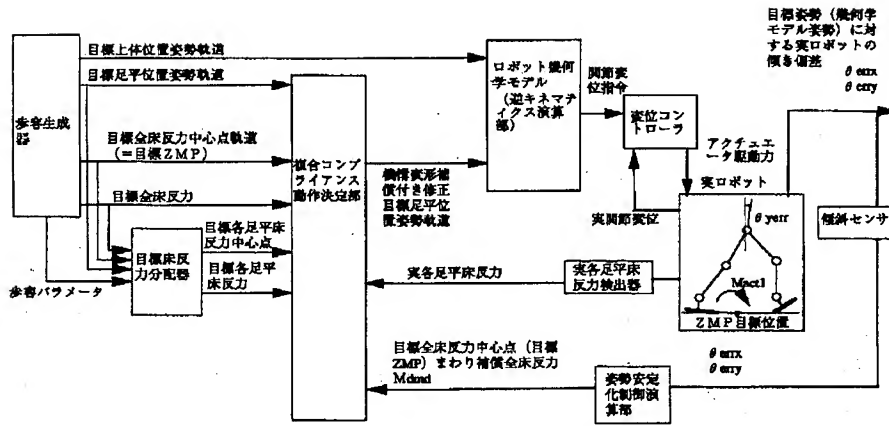 目標上体位置姿勢軌道
目標足平位置姿勢軌道
歩容生成
器
目標全床反力中心点軌道
(=目標ZMP)
目標全床反力
目標各足平床
反力中心点
目標床反
力分配器
目標各足平
床反力
歩容パラメータ
複合コンプ
ライアンス
動作決定部
機構変形補
償付き修正
目標足平位
置姿勢軌道
ロボット幾何
学モデル
(逆キネマテ
ィクス演算
部)
関節変
位指令
変位コント
ローラ
アクチュエ
ータ駆動力
実ロボット
実関節変位
目標姿勢(幾何学
モデル姿勢)に対
する実ロボットの
傾き偏差
θ errx
θ erry
傾斜センサ
θ yerr
Mact1
ZMP目標位置
実各足平床反力
実各足平床
反力検出器
目標全床反力中心点(目標
ZMP)まわり補償全床反力
Mdmd
姿勢安定
化制御演
算部
θ errx
θ erry